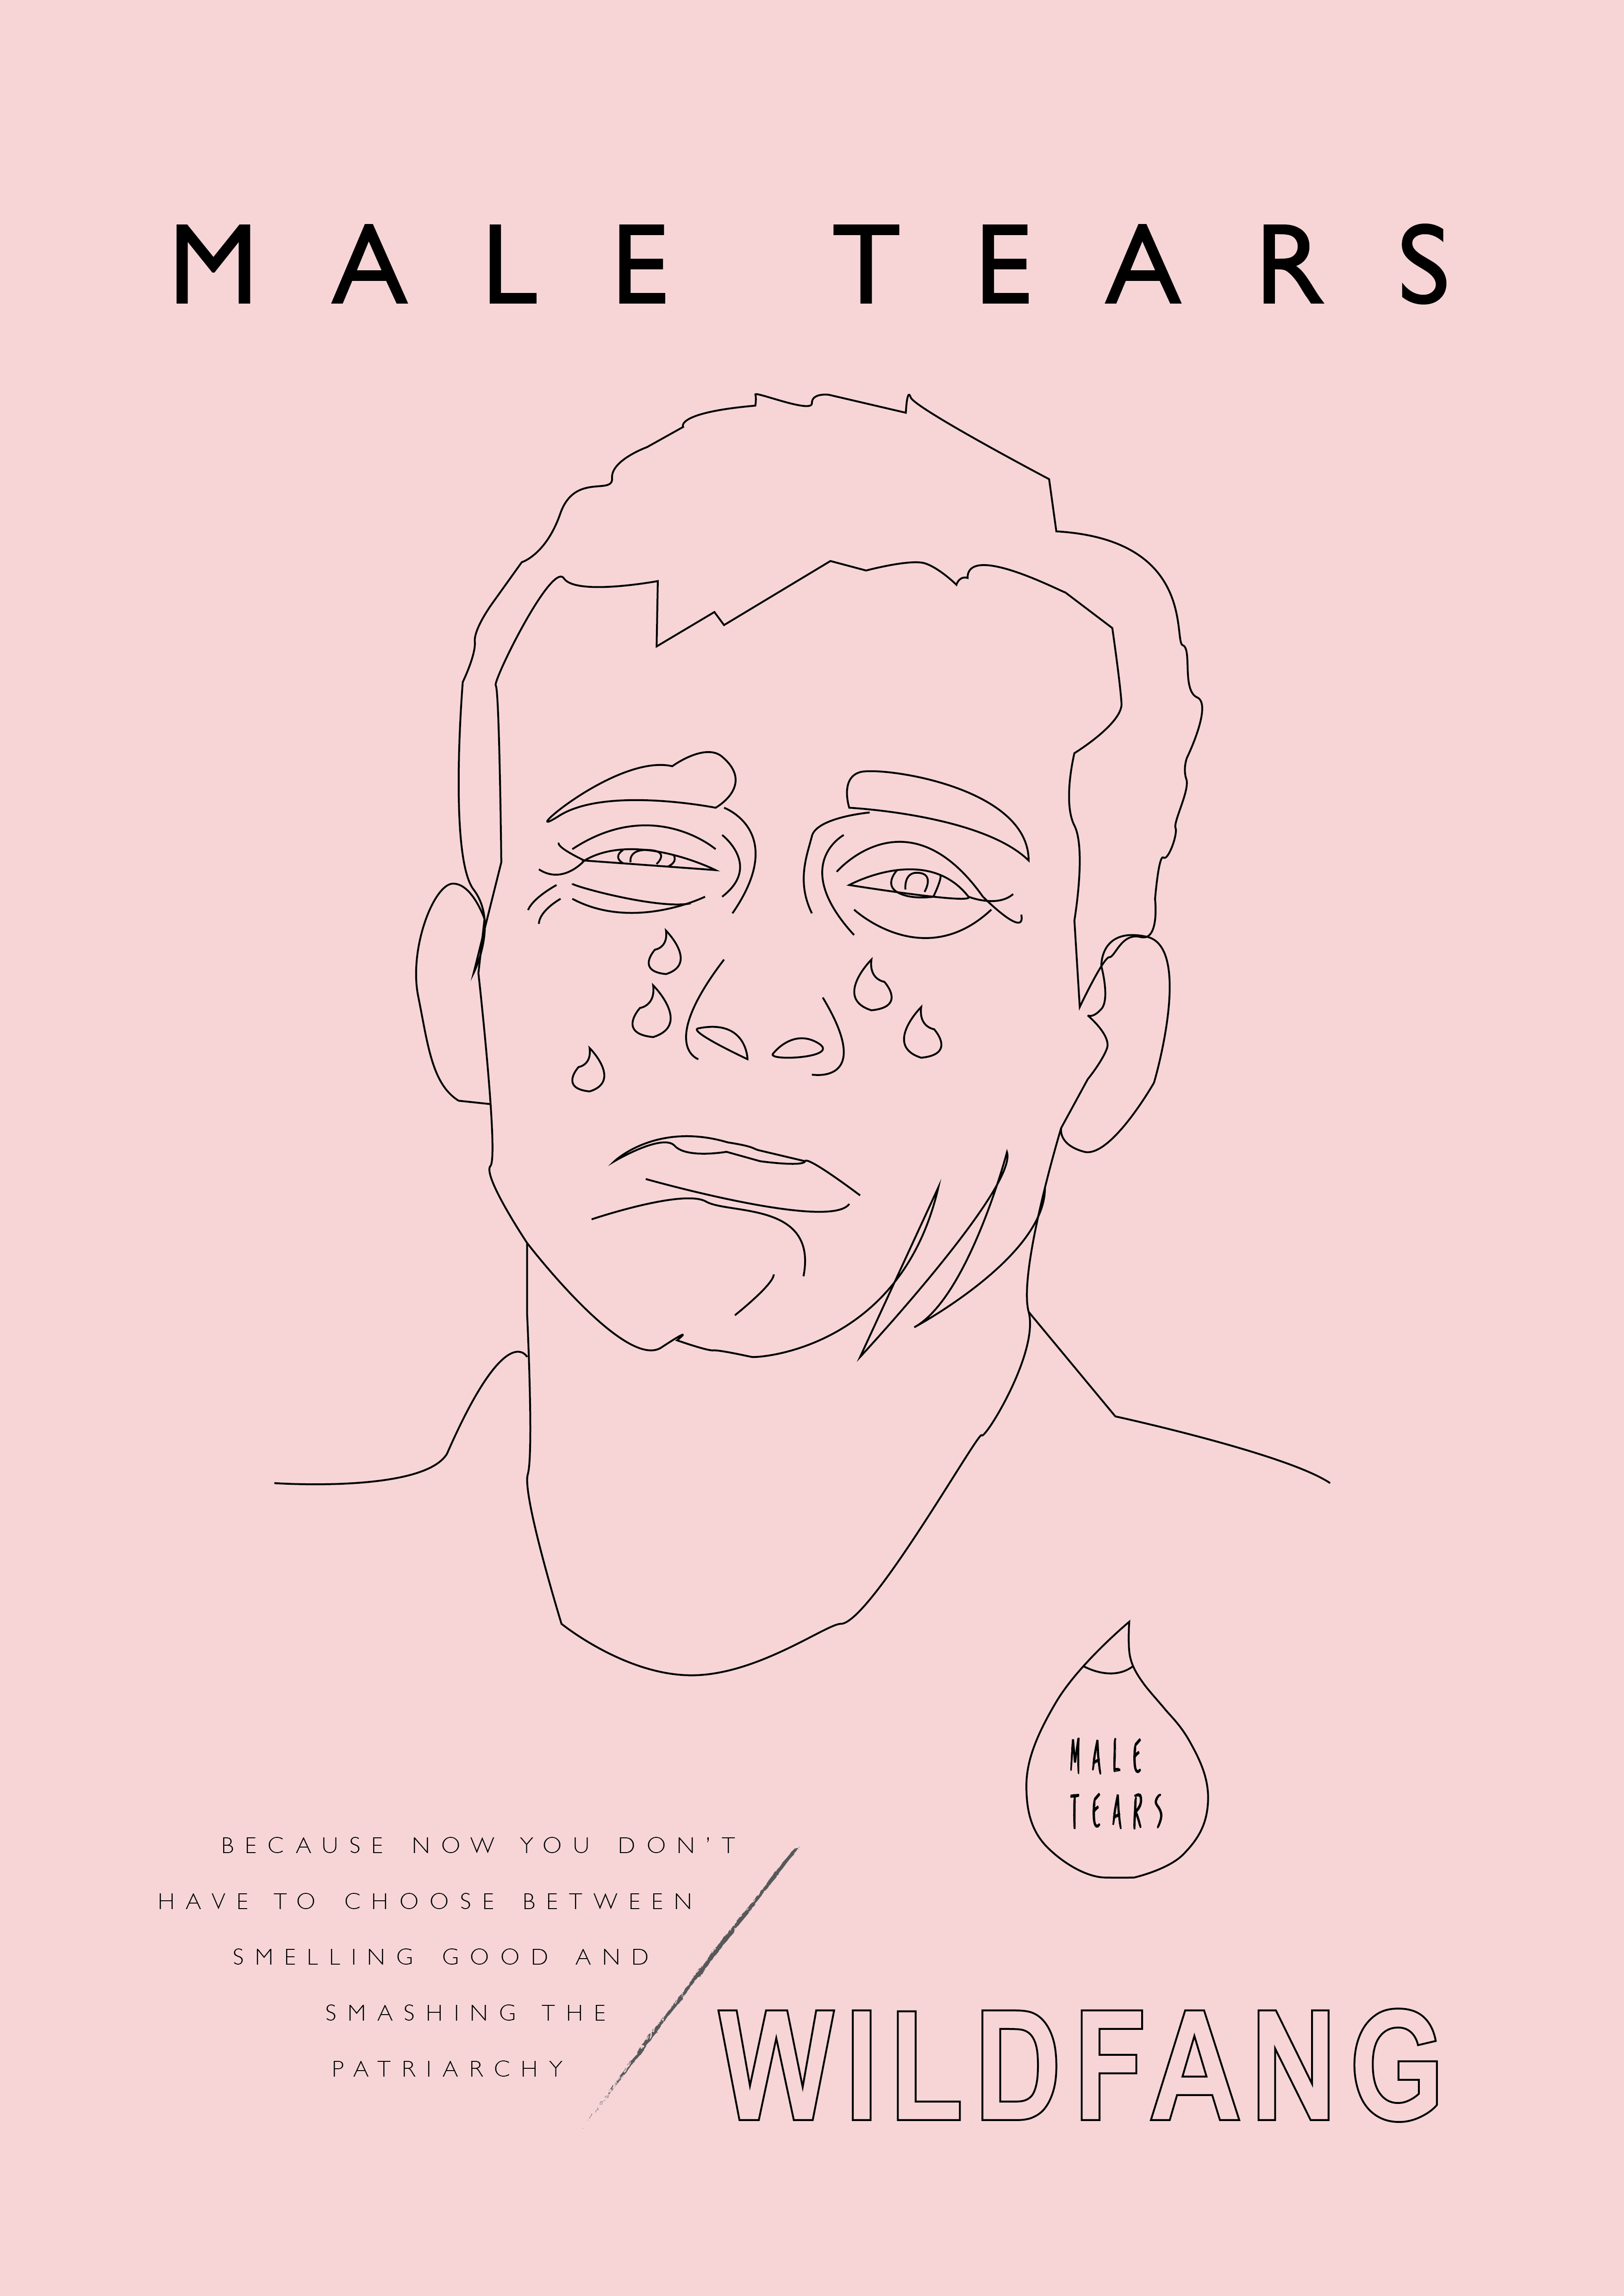 MALE TEARS
MALE
TEARS
BECAUSE NOW YOU DON'T
HAVE TO CHOOSE BETWEEN
SMELLING GOOD AND
SMASHING THE
PATRIARCHY
WILDFANG